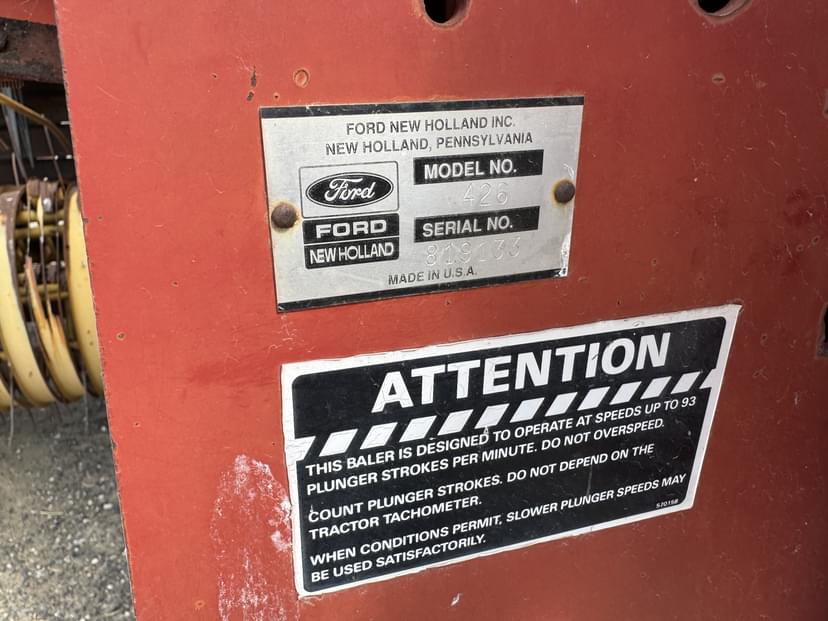 FORD NEW HOLLAND INC.
NEW HOLLAND, PENNSYLVANIA
Ford
FORD
NEW HOLLAND
MODEL NO.
426
SERIAL NO.
819133
MADE IN U.S.A.
ATTENTION
THIS BALER IS DESIGNED TO OPERATE AT SPEEDS UP TO 93
PLUNGER STROKES PER MINUTE. DO NOT OVERSPEED.
COUNT PLUNGER STROKES. DO NOT DEPEND ON THE
TRACTOR TACHOMETER.
WHEN CONDITIONS PERMIT, SLOWER PLUNGER SPEEDS MAY
BE USED SATISFACTORILY.
570158